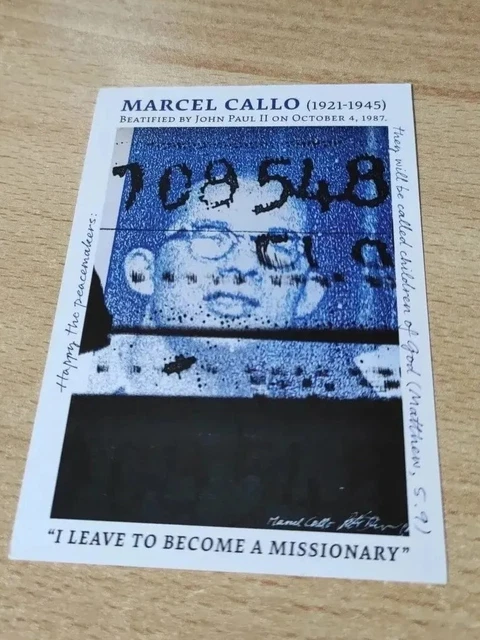 MARCEL CALLO (1921-1945)
BEATIFIED BY JOHN PAUL II ON OCTOBER 4, 1987.
Happy the peacemakers:
they will be called children of God (Matthew, 5.9)
709548
Marcel Callo
"I LEAVE TO BECOME A MISSIONARY"